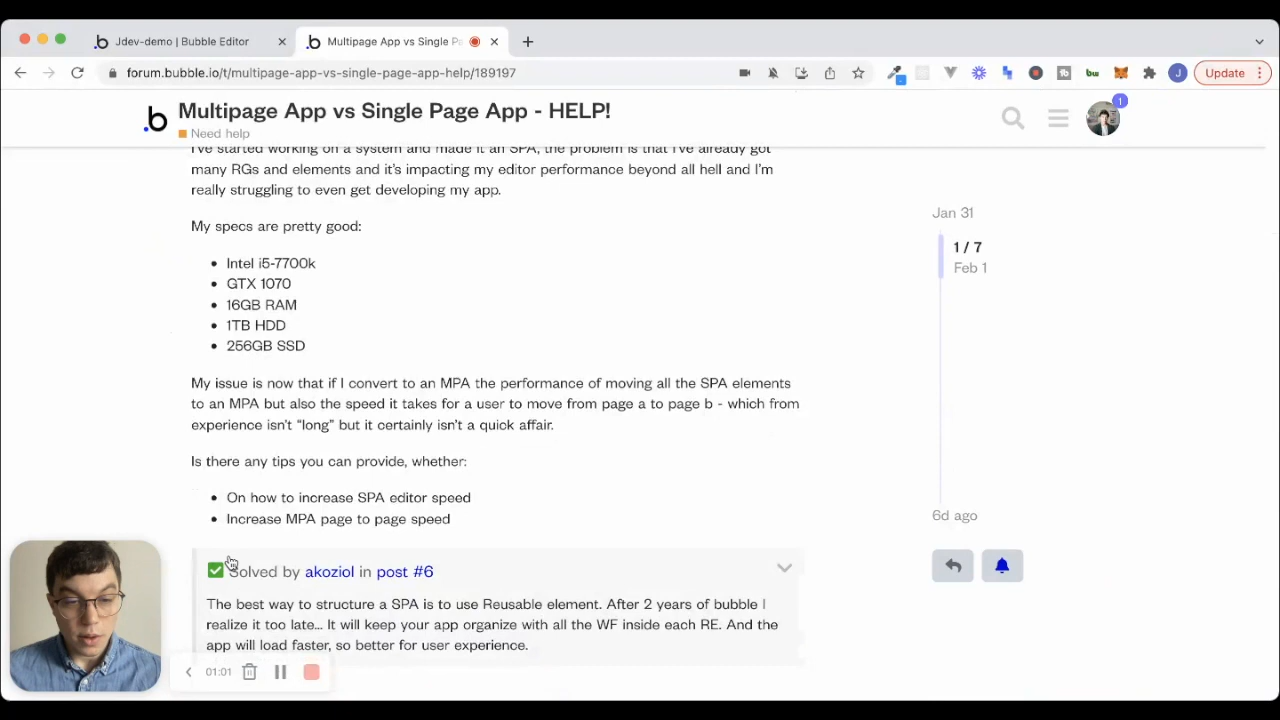 Jdev-demo | Bubble Editor
Multipage App vs Single Pa
forum.bubble.io/t/multipage-app-vs-single-page-app-help/189197
Update
J
bw
.b
Multipage App vs Single Page App - HELP!
Need help
1
I've started working on a system and made it an SPA, the problem is that I've already got
many RGs and elements and it's impacting my editor performance beyond all hell and I'm
really struggling to even get developing my app.
My specs are pretty good:
Intel i5-7700k
GTX 1070
16GB RAM
1TB HDD
256GB SSD
My issue is now that if I convert to an MPA the performance of moving all the SPA elements
to an MPA but also the speed it takes for a user to move from page a to page b - which from
experience isn't “long” but it certainly isn't a quick affair.
Is there any tips you can provide, whether:
On how to increase SPA editor speed
Increase MPA page to page speed
Solved by akoziol in post #6
The best way to structure a SPA is to use Reusable element. After 2 years of bubble I
realize it too late... It will keep your app organize with all the WF inside each RE. And the
app will load faster, so better for user experience.
Jan 31
1 / 7
Feb 1
6d ago
01:01